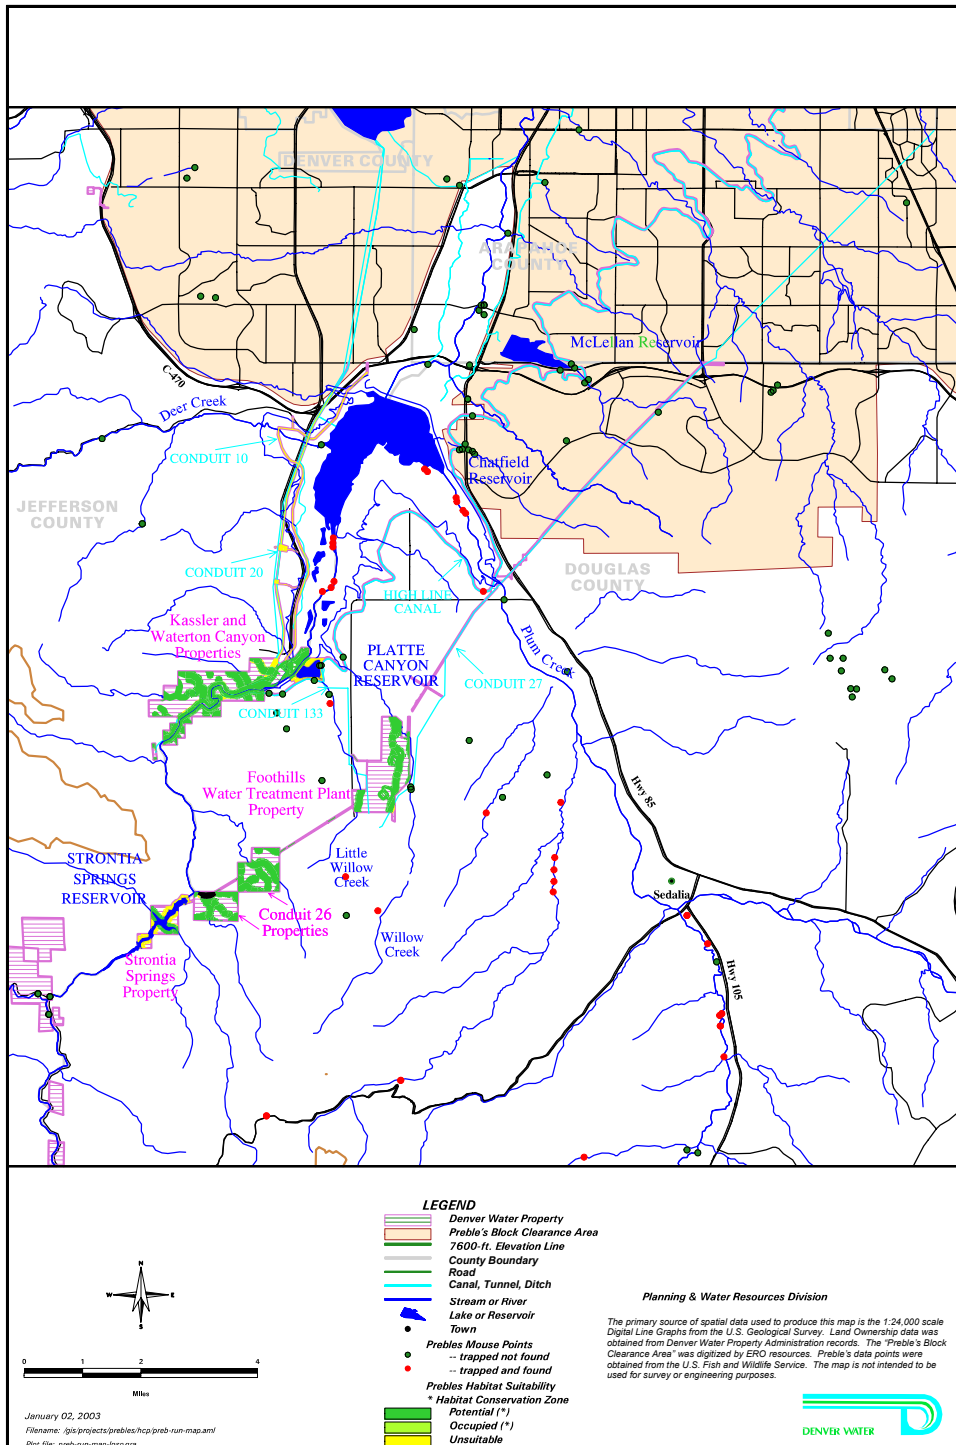 DENVER COUNTY
ARAPAHOE
COUNTY
McLellan Reservoir
C-470
Deer Creek
CONDUIT 10
Chatfield
Reservoir
JEFFERSON
COUNTY
CONDUIT 20
DOUGLAS
COUNTY
HIGH LINE
CANAL
Kassler and
Waterton Canyon
Properties
PLATTE
CANYON
RESERVOIR
Plum Creek
CONDUIT 27
CONDUIT 133
Foothills
Water Treatment Plant
Property
Hwy 85
STRONTIA
SPRINGS
RESERVOIR
Little
Willow
Creek
Sedalia
Conduit 26
Properties
Willow
Creek
Strontia
Springs
Property
Hwy 105
LEGEND
Denver Water Property
Preble's Block Clearance Area
7600-ft. Elevation Line
County Boundary
Road
Canal, Tunnel, Ditch
Stream or River
Lake or Reservoir
Town
Prebles Mouse Points
-- trapped not found
-- trapped and found
Prebles Habitat Suitability
* Habitat Conservation Zone
Potential (*)
Occupied (*)
Unsuitable
N
W E
S
0 1 2 4
Miles
January 02, 2003
Filename: /gis/projects/prebles/hcp/preb-run-map.aml
Plot file: preb-run-map-logo.gra
Planning & Water Resources Division
The primary source of spatial data used to produce this map is the 1:24,000 scale
Digital Line Graphs from the U.S. Geological Survey. Land Ownership data was
obtained from Denver Water Property Administration records. The "Preble's Block
Clearance Area" was digitized by ERO resources. Preble's data points were
obtained from the U.S. Fish and Wildlife Service. The map is not intended to be
used for survey or engineering purposes.
DENVER WATER